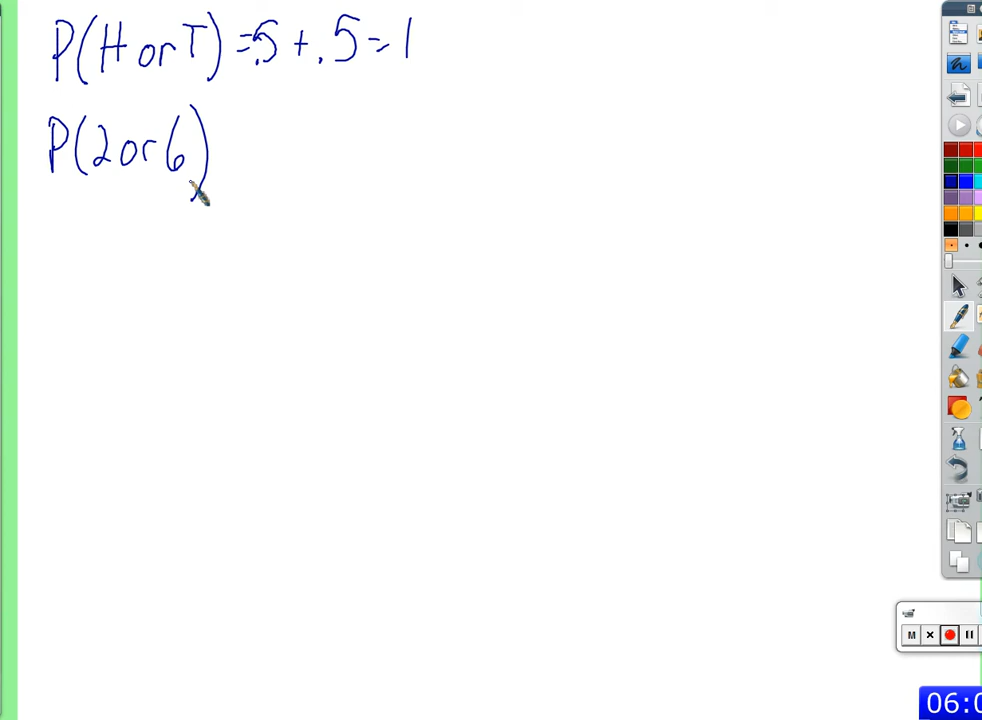 P(H or T) = .5 + .5 = 1
P(2 or 6)
M
06:0